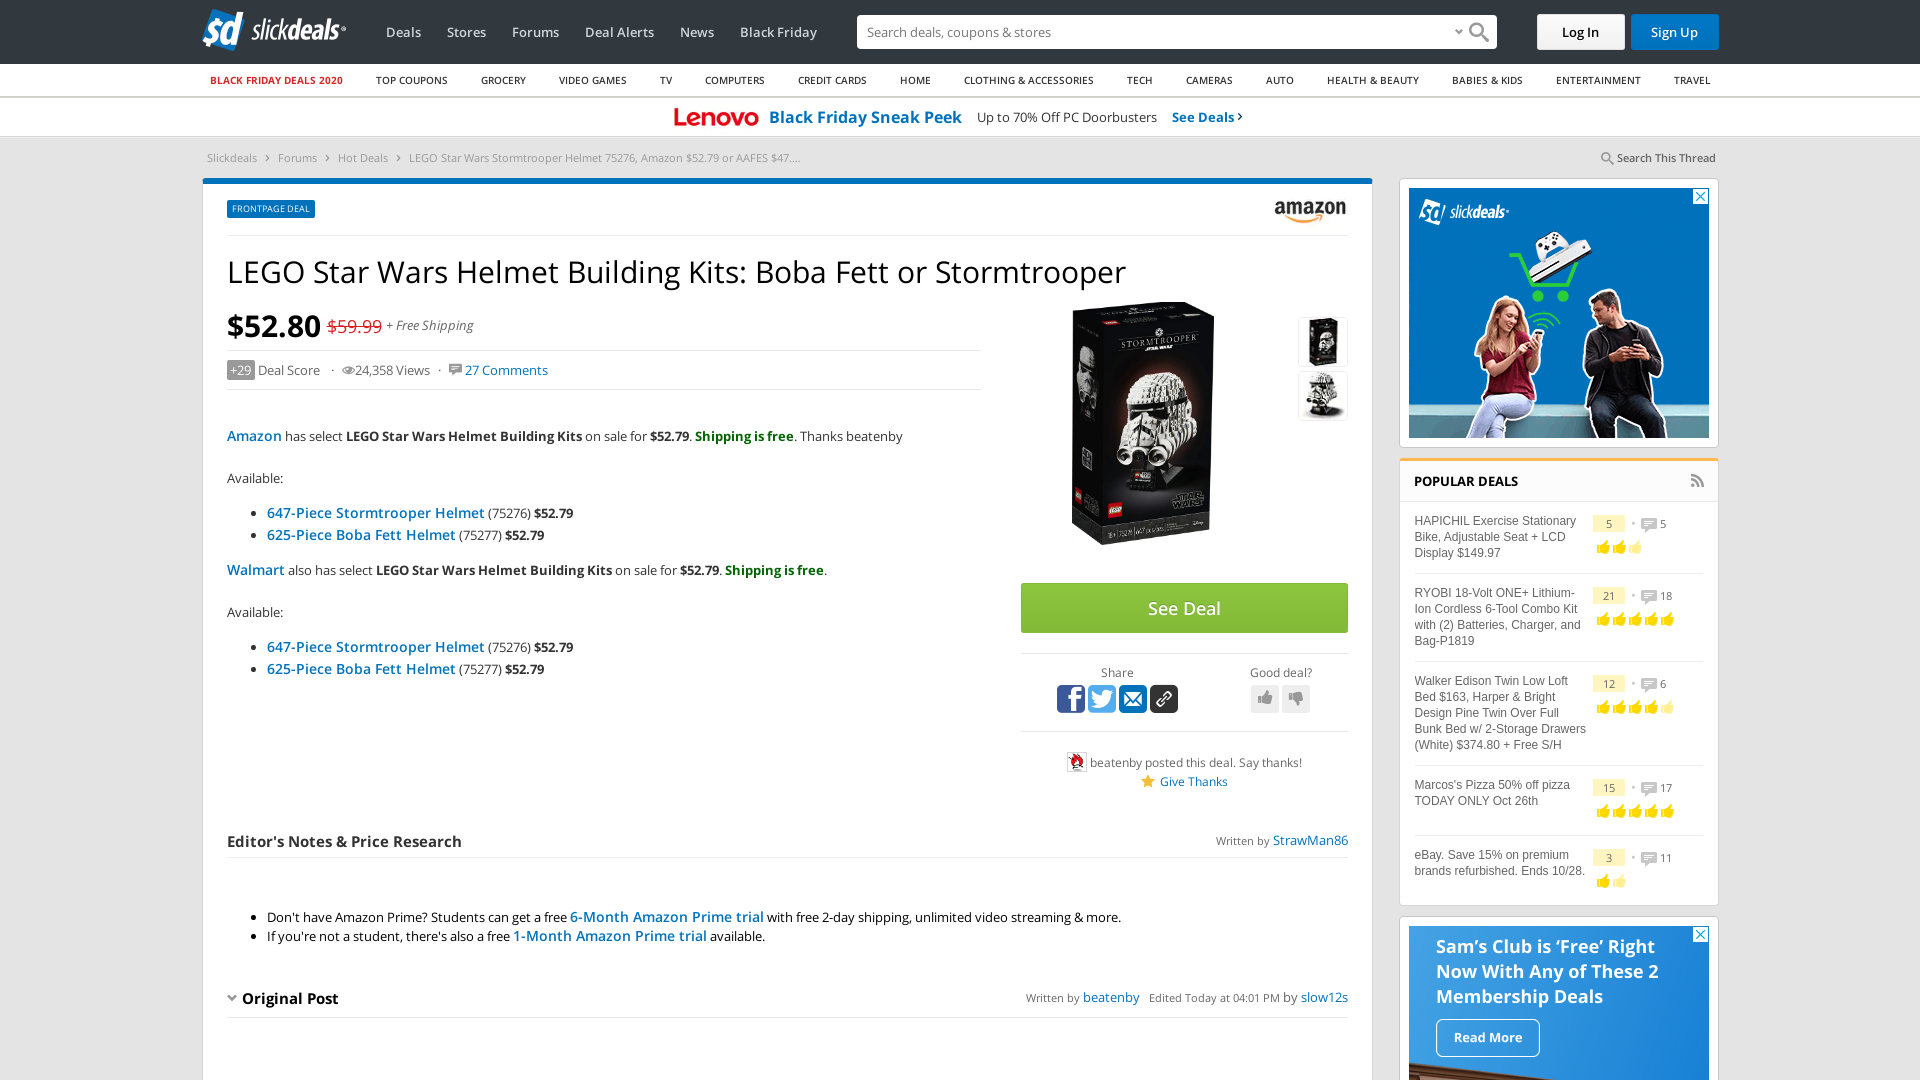 slickdeals
Deals
Stores
Forums
Deal Alerts
News
Black Friday
Search deals, coupons & stores
Log In
Sign Up
BLACK FRIDAY DEALS 2020
TOP COUPONS
GROCERY
VIDEO GAMES
TV
COMPUTERS
CREDIT CARDS
HOME
CLOTHING & ACCESSORIES
TECH
CAMERAS
AUTO
HEALTH & BEAUTY
BABIES & KIDS
ENTERTAINMENT
TRAVEL
Lenovo Black Friday Sneak Peek Up to 70% Off PC Doorbusters See Deals ›
Slickdeals › Forums › Hot Deals › LEGO Star Wars Stormtrooper Helmet 75276, Amazon $52.79 or AAFES $47....
Search This Thread
FRONTPAGE DEAL
amazon
LEGO Star Wars Helmet Building Kits: Boba Fett or Stormtrooper
$52.80 $59.99 + Free Shipping
+29 Deal Score · 24,358 Views · 27 Comments
Amazon has select LEGO Star Wars Helmet Building Kits on sale for $52.79. Shipping is free. Thanks beatenby
Available:
647-Piece Stormtrooper Helmet (75276) $52.79
625-Piece Boba Fett Helmet (75277) $52.79
Walmart also has select LEGO Star Wars Helmet Building Kits on sale for $52.79. Shipping is free.
Available:
647-Piece Stormtrooper Helmet (75276) $52.79
625-Piece Boba Fett Helmet (75277) $52.79
STORMTROOPER
STAR WARS
LEGO
STAR WARS
See Deal
Share
Good deal?
beatenby posted this deal. Say thanks!
Give Thanks
Editor's Notes & Price Research
Written by StrawMan86
Don't have Amazon Prime? Students can get a free 6-Month Amazon Prime trial with free 2-day shipping, unlimited video streaming & more.
If you're not a student, there's also a free 1-Month Amazon Prime trial available.
Original Post
Written by beatenby Edited Today at 04:01 PM by slow12s
slickdeals
POPULAR DEALS
HAPICHIL Exercise Stationary
Bike, Adjustable Seat + LCD
Display $149.97
5 • 5
RYOBI 18-Volt ONE+ Lithium-
Ion Cordless 6-Tool Combo Kit
with (2) Batteries, Charger, and
Bag-P1819
21 • 18
Walker Edison Twin Low Loft
Bed $163, Harper & Bright
Design Pine Twin Over Full
Bunk Bed w/ 2-Storage Drawers
(White) $374.80 + Free S/H
12 • 6
Marcos's Pizza 50% off pizza
TODAY ONLY Oct 26th
15 • 17
eBay. Save 15% on premium
brands refurbished. Ends 10/28.
3 • 11
Sam's Club is 'Free' Right
Now With Any of These 2
Membership Deals
Read More